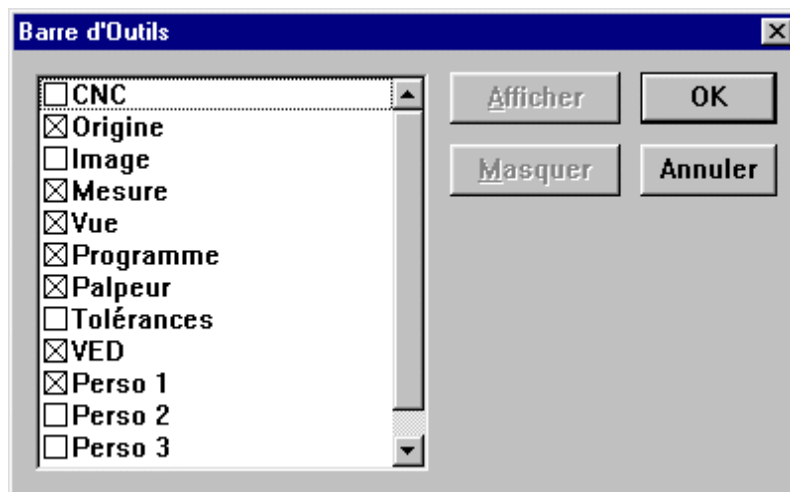 Barre d'Outils
CNC
Origine
Image
Mesure
Vue
Programme
Palpeur
Tolérances
VED
Perso 1
Perso 2
Perso 3
Afficher
OK
Masquer
Annuler